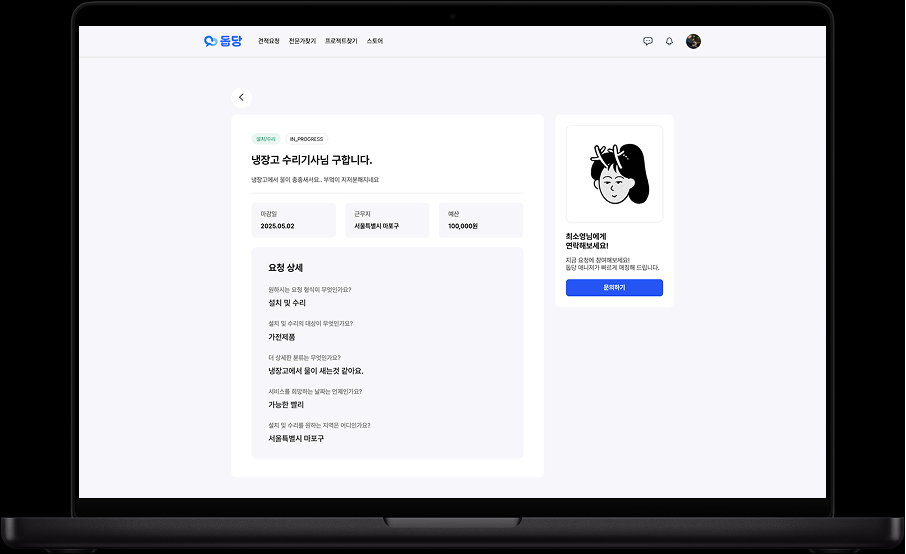 돕당 견적요청 전문가찾기 프로젝트찾기 스토어
설치/수리 IN_PROGRESS
냉장고 수리기사님 구합니다.
냉장고에서 물이 줄줄새서요.. 부엌이 지저분해지네요
마감일 근무지 예산
2025.05.02 서울특별시 마포구 100,000원
요청 상세
원하시는 요청 형식이 무엇인가요?
설치 및 수리
설치 및 수리의 대상이 무엇인가요?
가전제품
더 상세한 분류는 무엇인가요?
냉장고에서 물이 새는것 같아요.
서비스를 희망하는 날짜는 언제인가요?
가능한 빨리
설치 및 수리를 원하는 지역은 어디인가요?
서울특별시 마포구
최소영님에게
연락해보세요!
지금 요청에 참여해보세요!
돕당 매니저가 빠르게 매칭해 드립니다.
문의하기